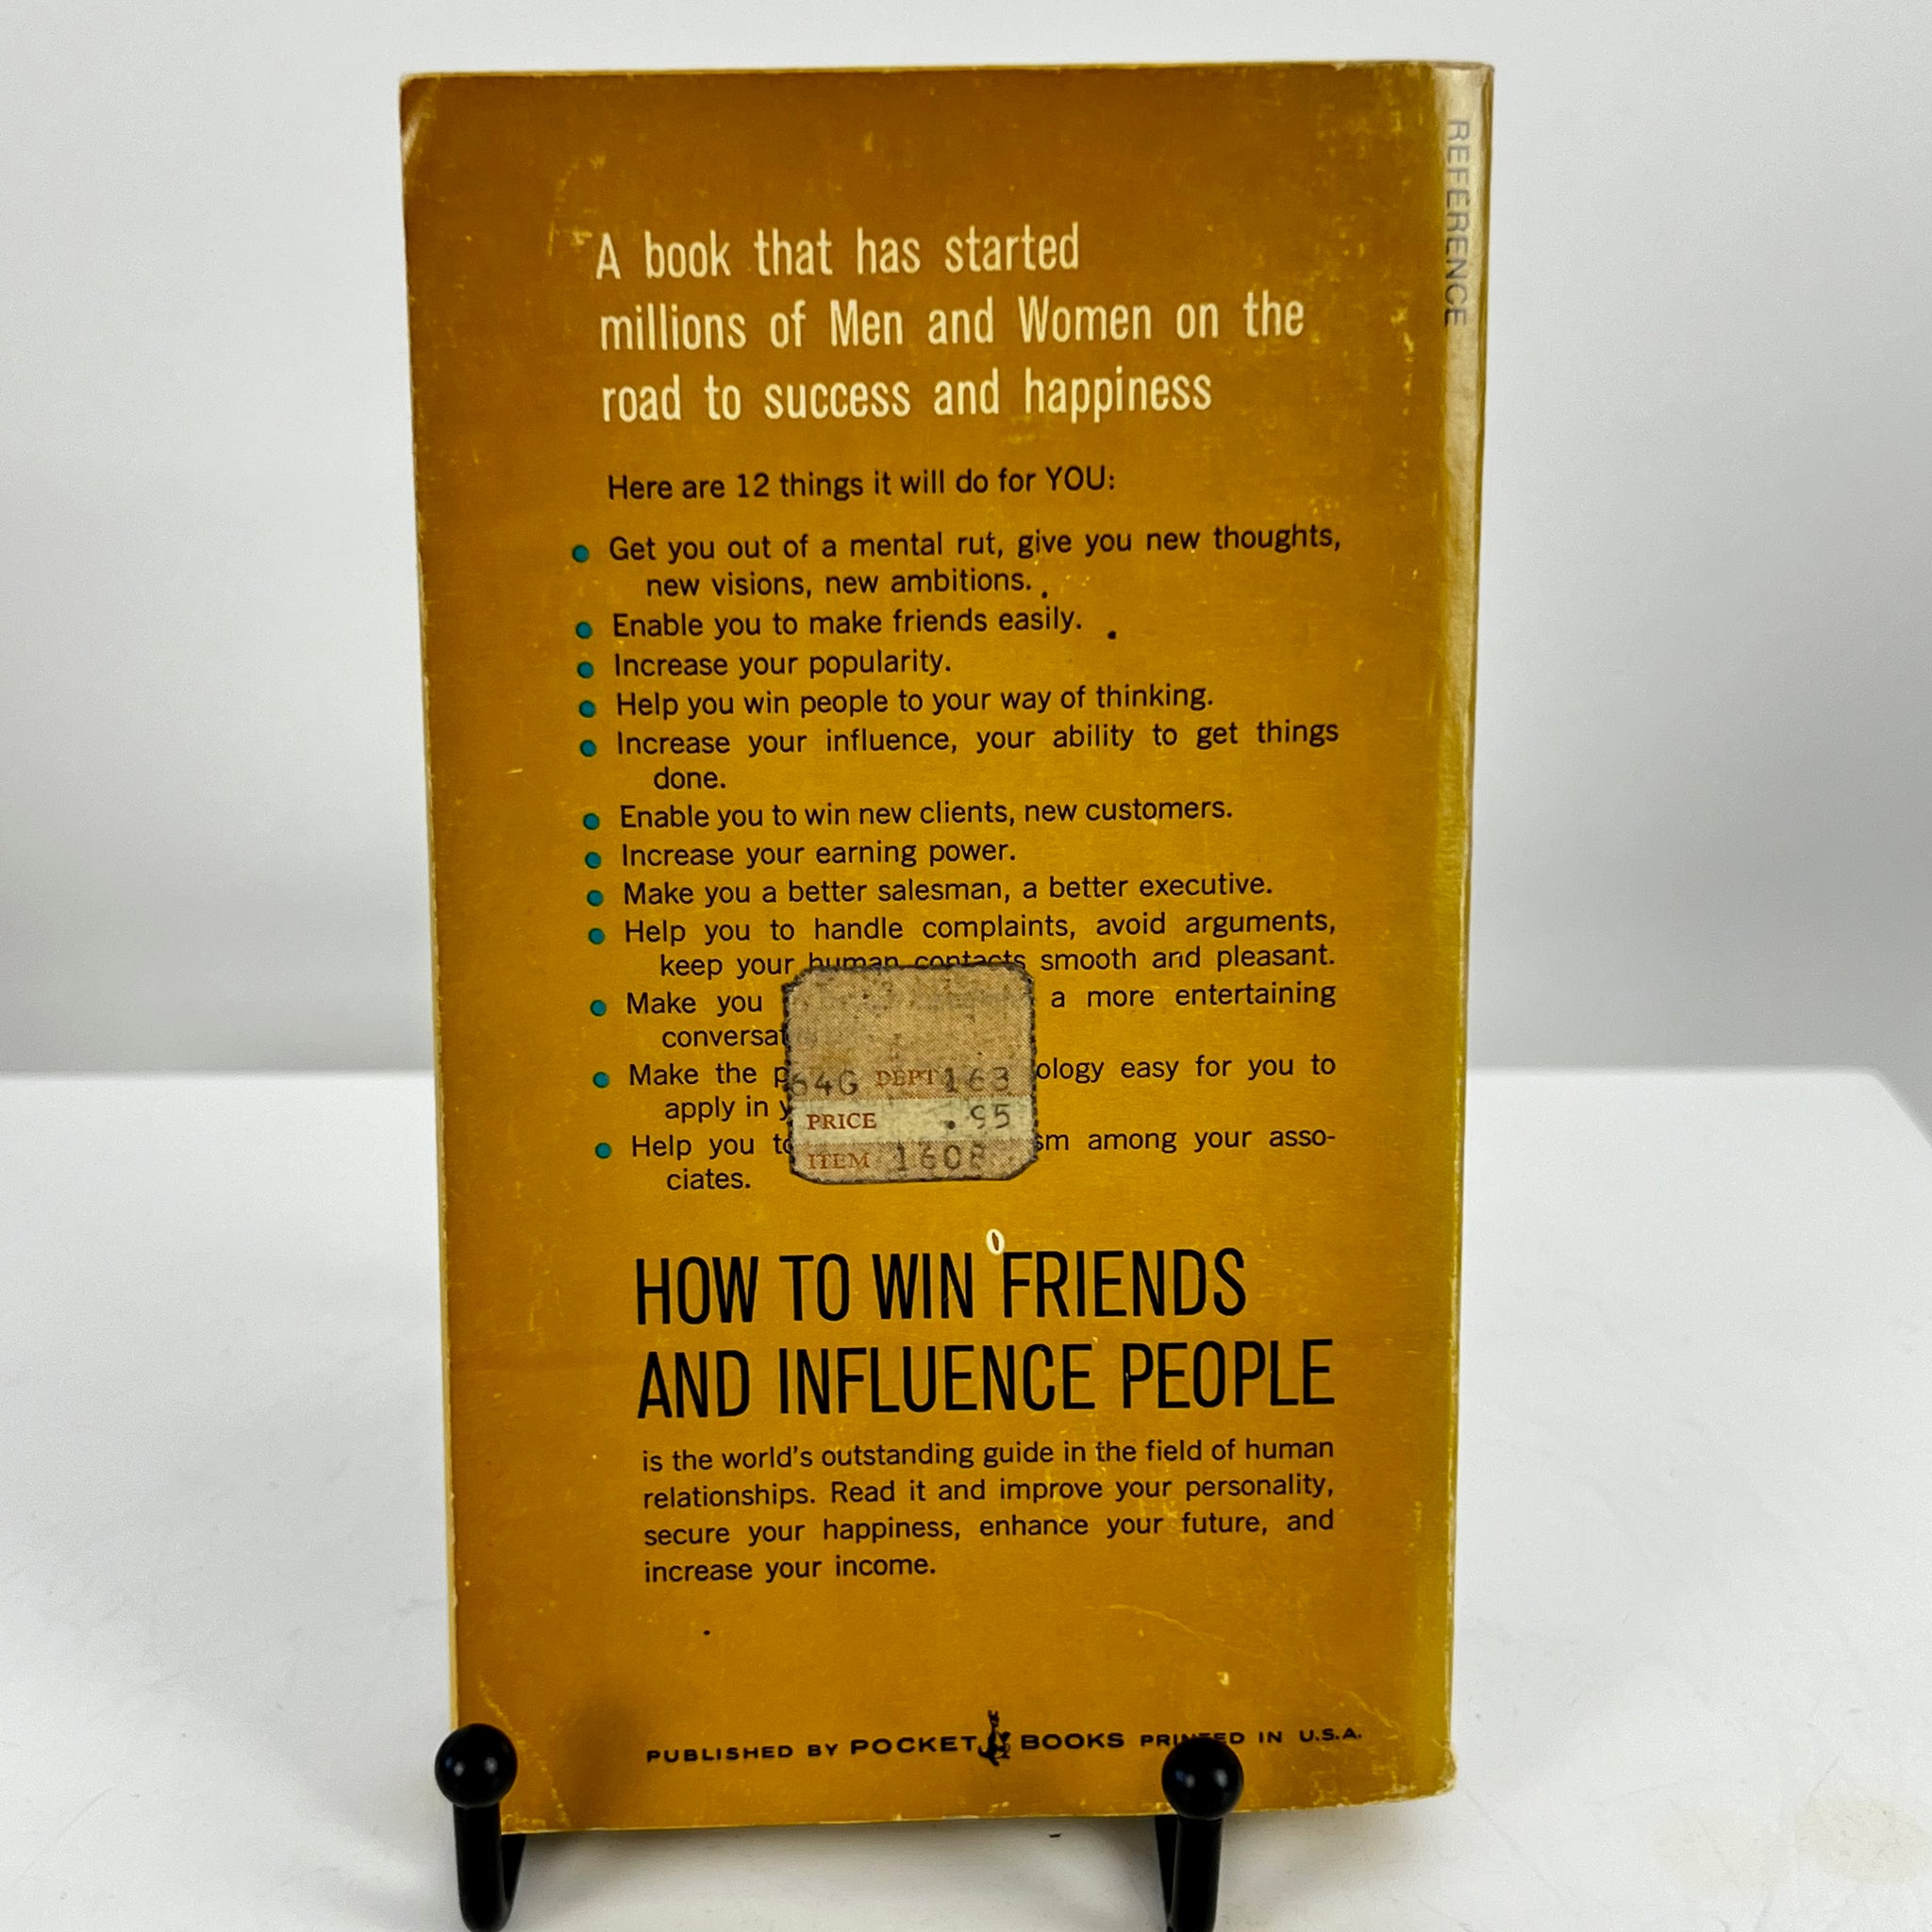 A book that has started
millions of Men and Women on the
road to success and happiness
Here are 12 things it will do for YOU:
Get you out of a mental rut, give you new thoughts,
new visions, new ambitions.
Enable you to make friends easily.
Increase your popularity.
Help you win people to your way of thinking.
Increase your influence, your ability to get things
done.
Enable you to win new clients, new customers.
Increase your earning power.
Make you a better salesman, a better executive.
Help you to handle complaints, avoid arguments,
keep your human contacts smooth and pleasant.
Make you a more entertaining
Make the easy for you to
apply in
Help you among your asso-
ciates.
DEPT 163
PRICE .95
ITEM
HOW TO WIN FRIENDS
AND INFLUENCE PEOPLE
is the world's outstanding guide in the field of human
relationships. Read it and improve your personality,
secure your happiness, enhance your future, and
increase your income.
PUBLISHED BY POCKET BOOKS PRINTED IN U.S.A.
REFERENCE